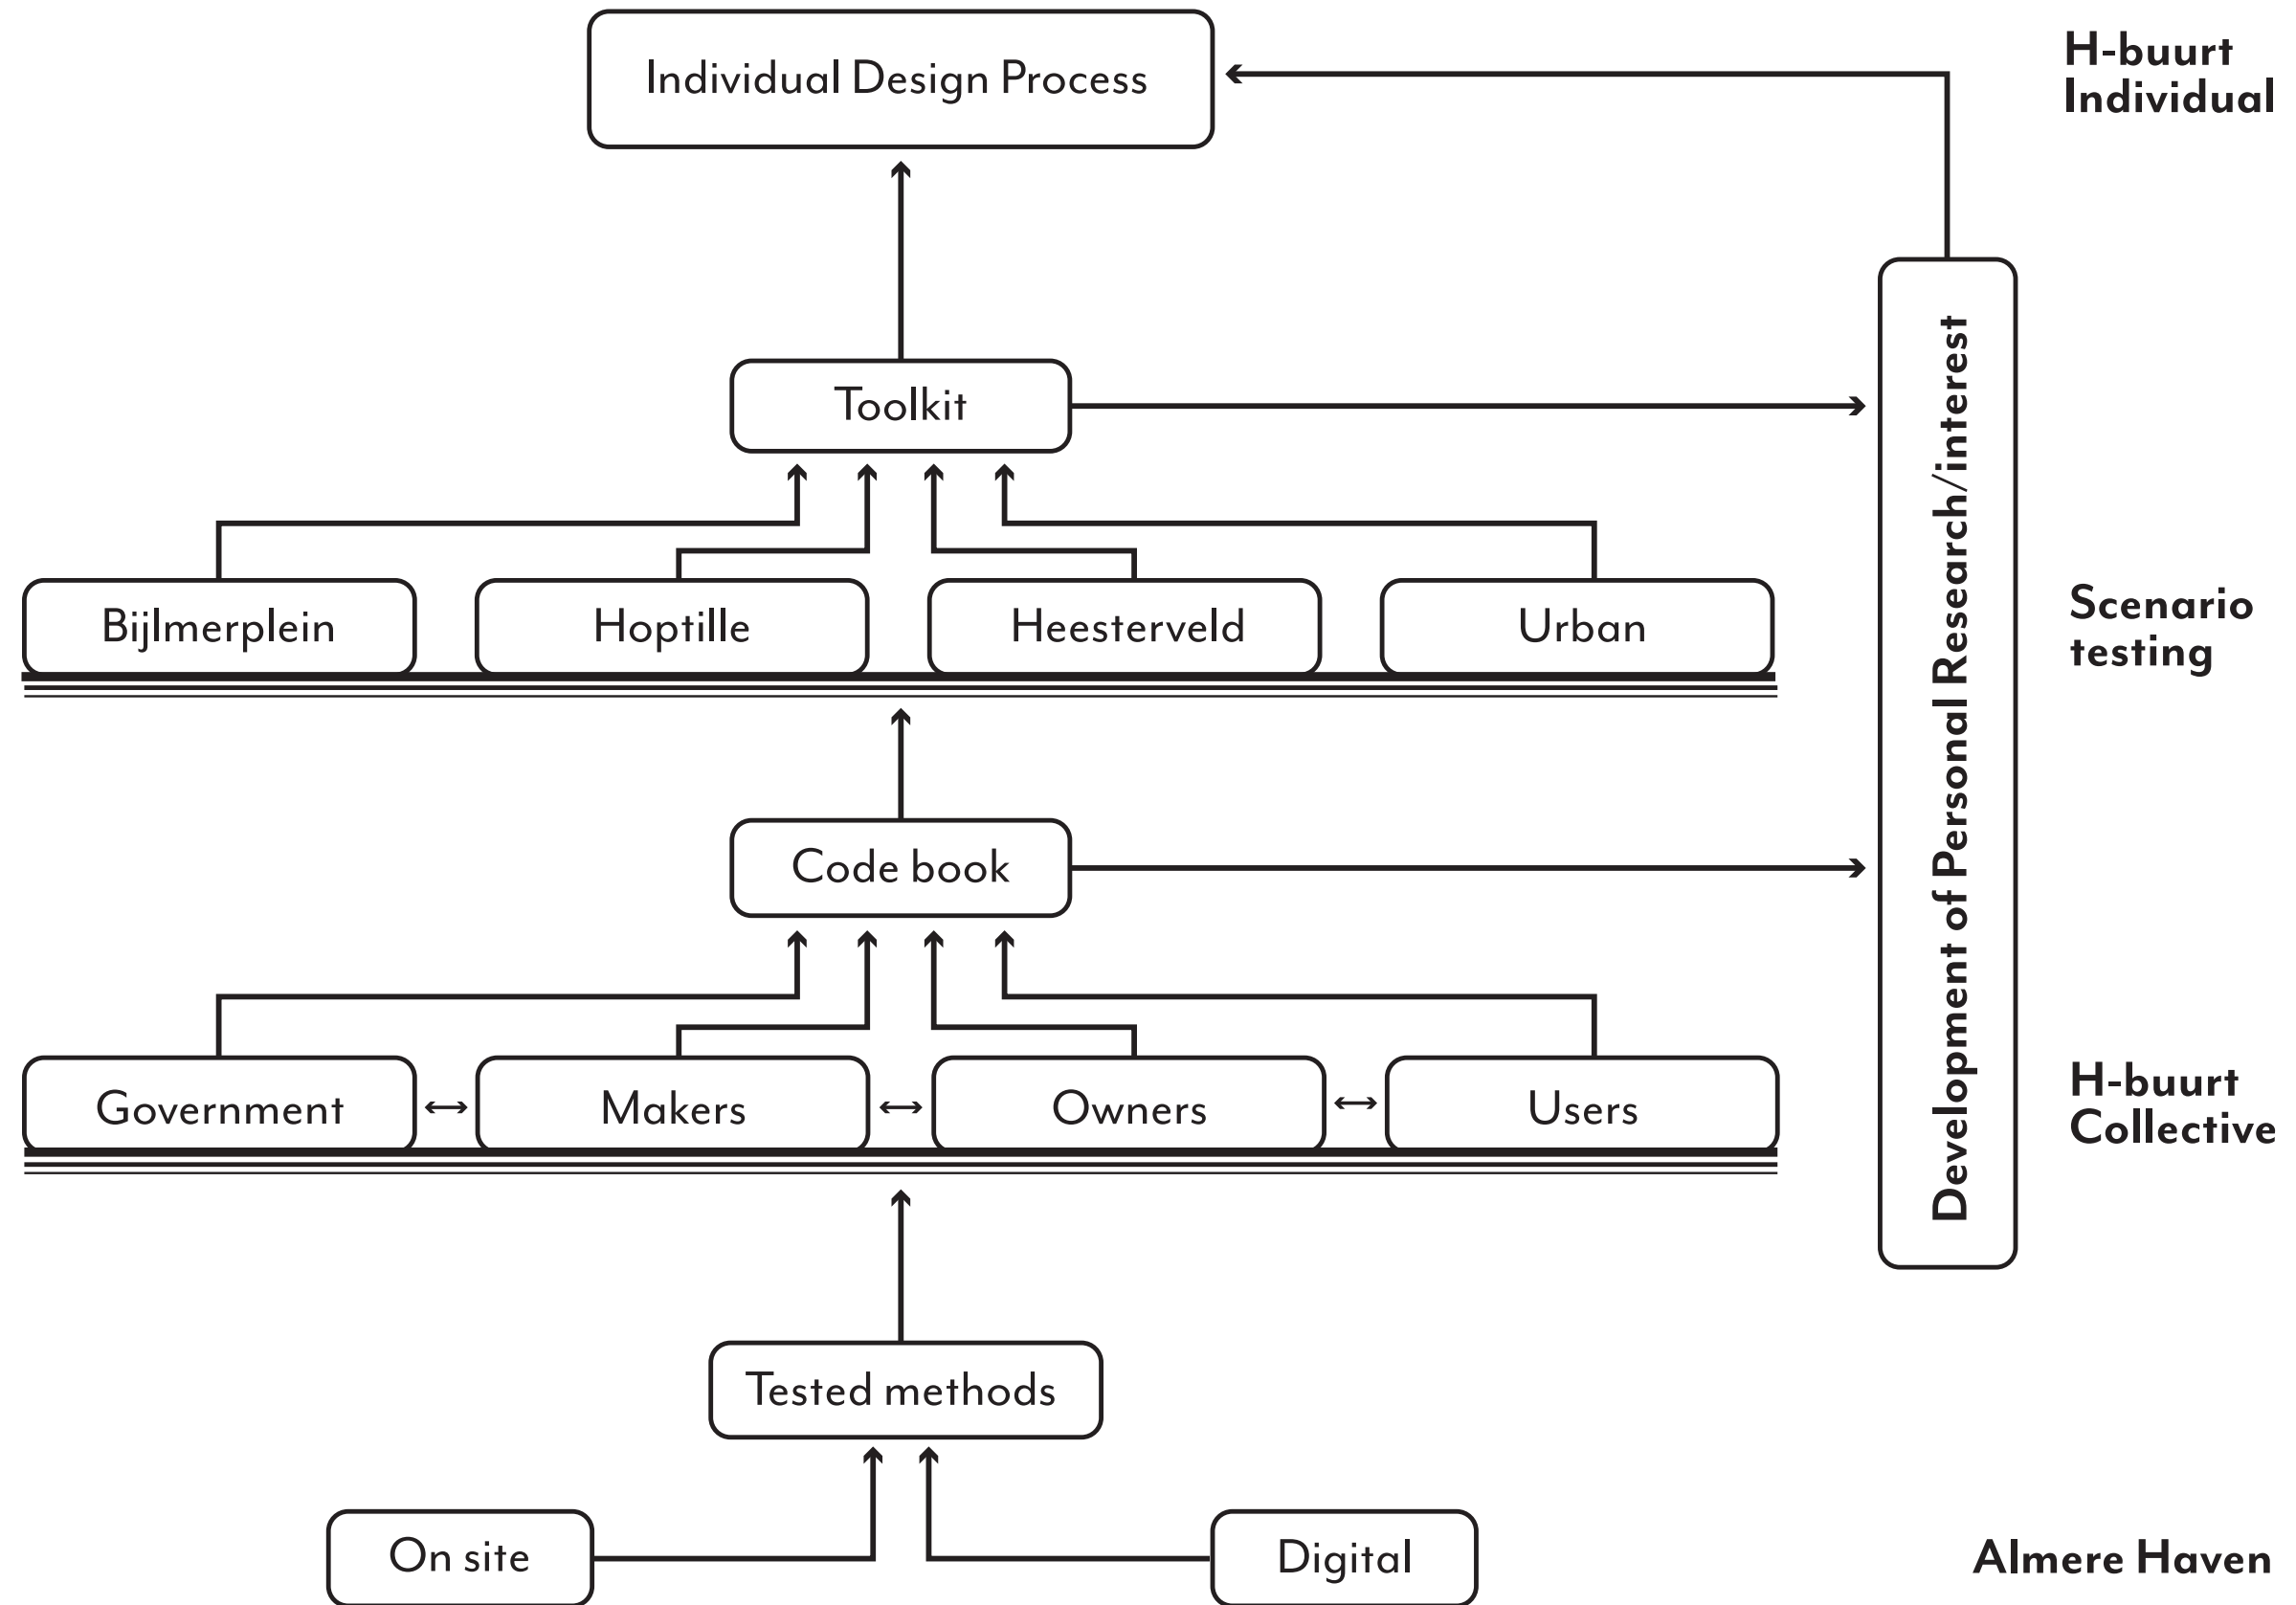 Individual Design Process
H-buurt
Individual
Toolkit
Development of Personal Research/interest
Bijlmerplein
Hoptille
Heesterveld
Urban
Scenario
testing
Code book
Government
Makers
Owners
Users
H-buurt
Collective
Tested methods
On site
Digital
Almere Haven